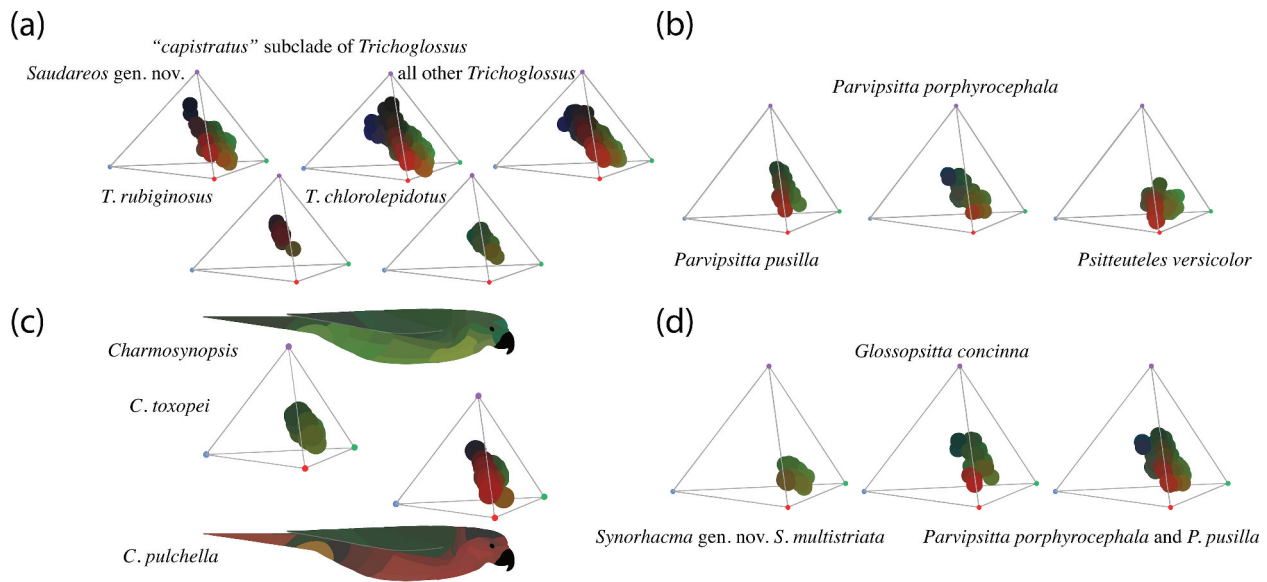 (a)
“capistratus” subclade of Trichoglossus
Saudareos gen. nov.
all other Trichoglossus
T. rubiginosus
T. chlorolepidotus
(b)
Parvipsitta porphyrocephala
Parvipsitta pusilla
Psitteuteles versicolor
(c)
Charmosynopsis
C. toxopei
C. pulchella
(d)
Glossopsitta concinna
Synorhacma gen. nov. S. multistriata
Parvipsitta porphyrocephala and P. pusilla